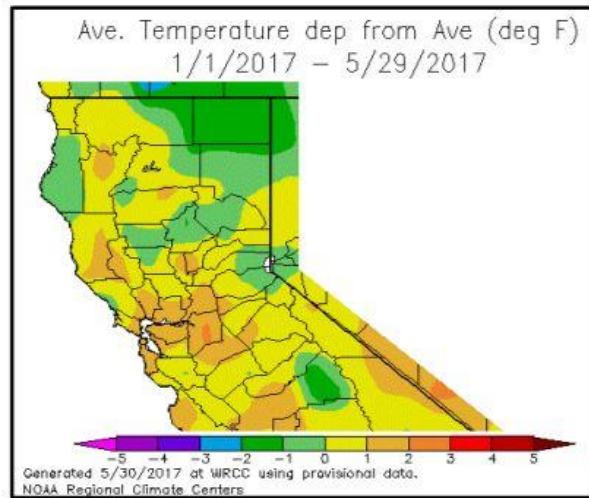 Ave. Temperature dep from Ave (deg F)
1/1/2017 – 5/29/2017
-5 -4 -3 -2 -1 0 1 2 3 4 5
Generated 5/30/2017 at WRCC using provisional data.
NOAA Regional Climate Centers